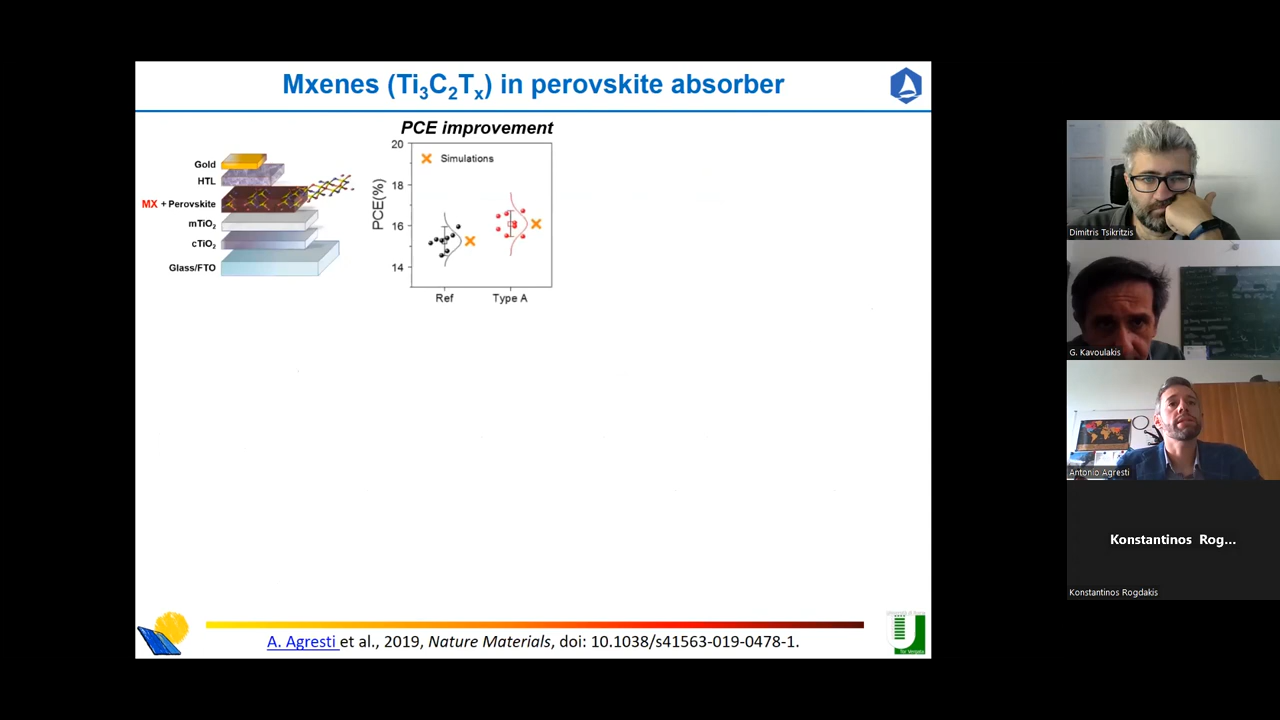 Mxenes (Ti3C2Tx) in perovskite absorber
PCE improvement
20
18
16
14
PCE(%)
Simulations
Ref
Type A
Gold
HTL
MX + Perovskite
mTiO2
cTiO2
Glass/FTO
A. Agresti et al., 2019, Nature Materials, doi: 10.1038/s41563-019-0478-1.
Tor Vergata
Dimitris Tsikritzis
G. Kavoulakis
Antonio Agresti
Konstantinos Rog...
Konstantinos Rogdakis